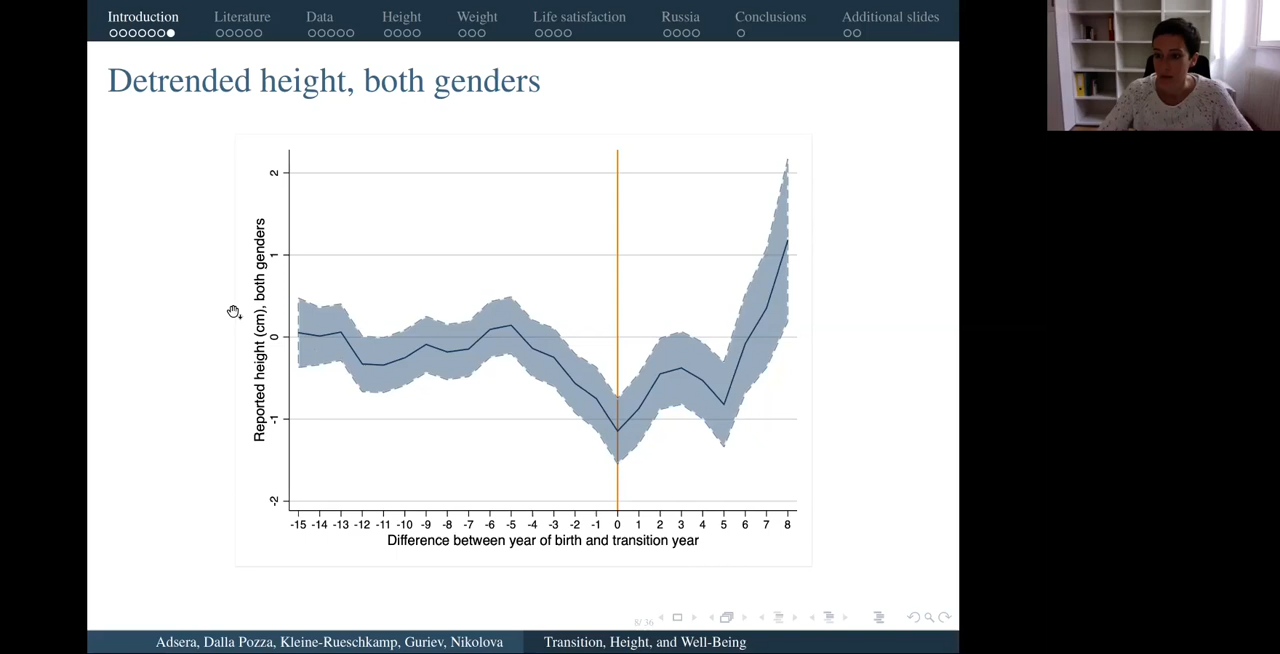 Introduction Literature Data Height Weight Life satisfaction Russia Conclusions Additional slides
Detrended height, both genders
Reported height (cm), both genders
2
1
0
-1
-2
-15 -14 -13 -12 -11 -10 -9 -8 -7 -6 -5 -4 -3 -2 -1 0 1 2 3 4 5 6 7 8
Difference between year of birth and transition year
8/ 36
Adsera, Dalla Pozza, Kleine-Rueschkamp, Guriev, Nikolova Transition, Height, and Well-Being